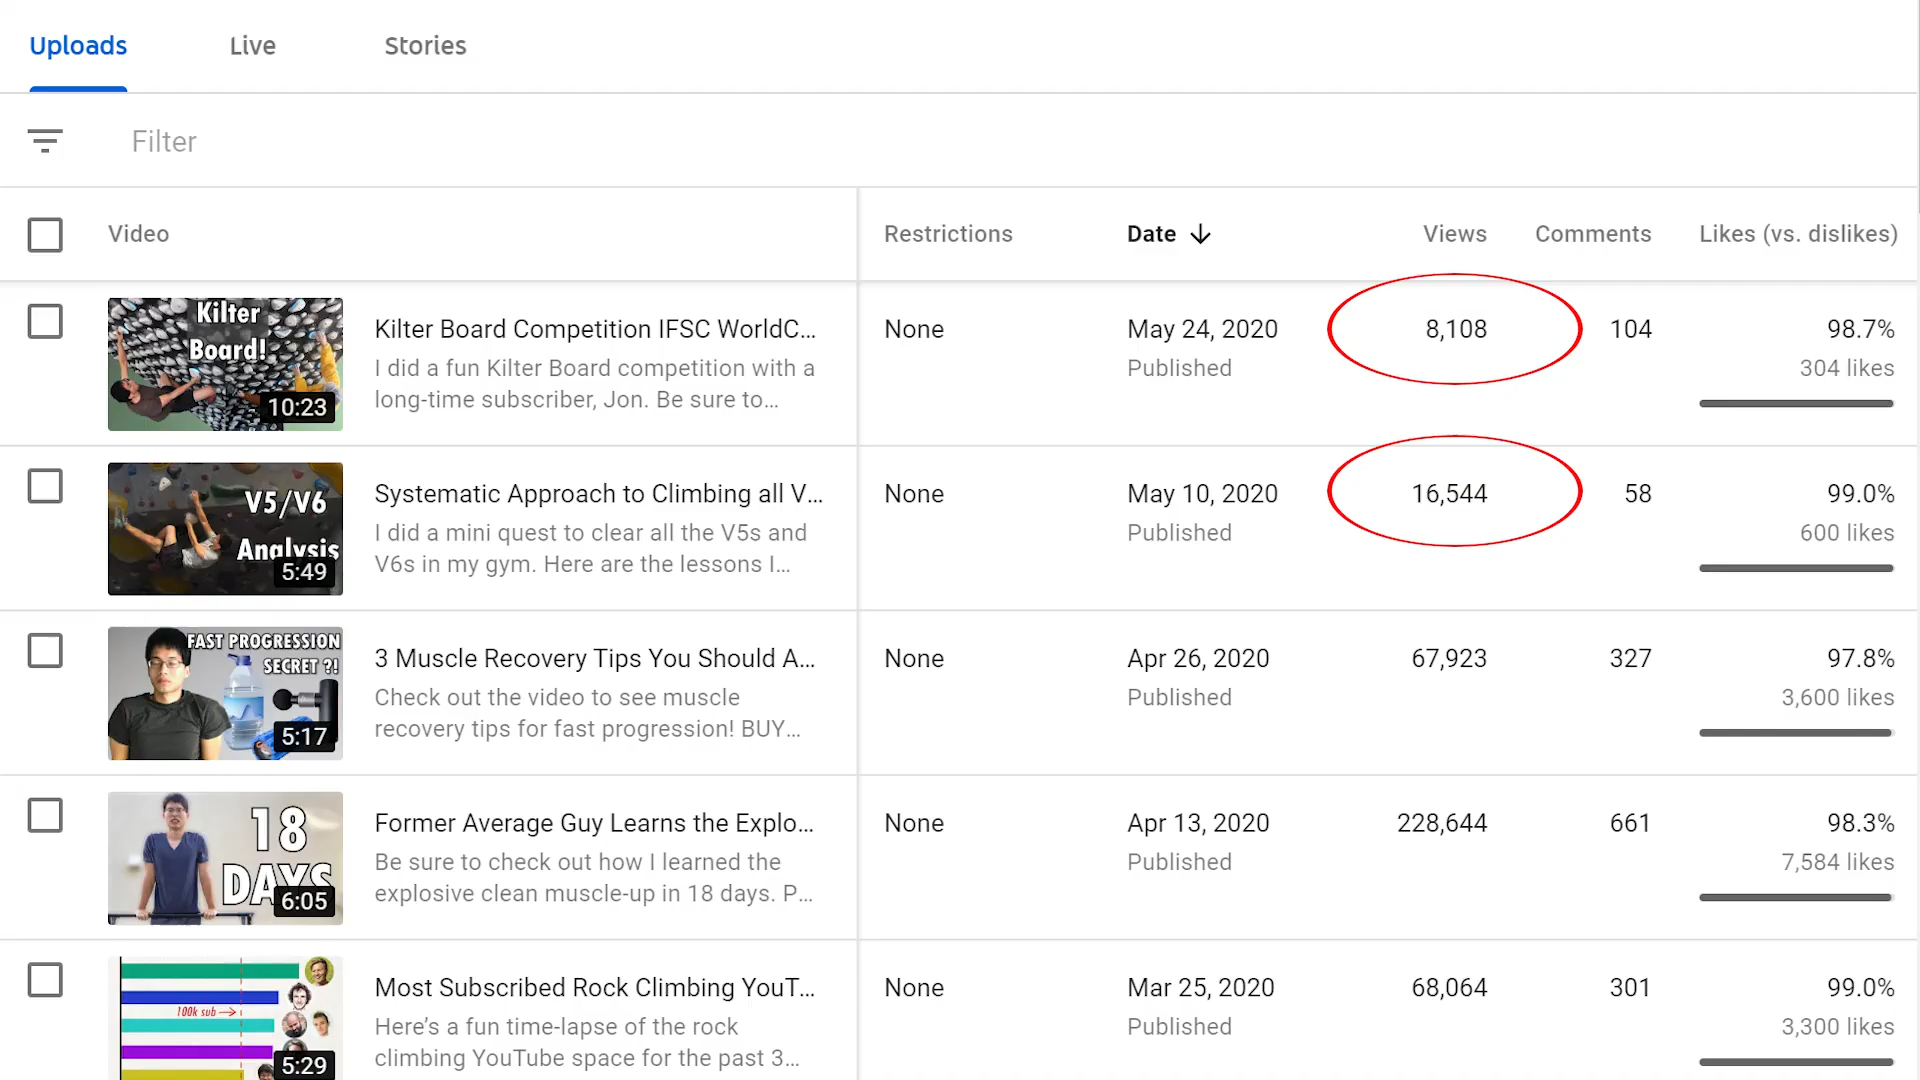 Uploads Live Stories
Filter
Video Restrictions Date Views Comments Likes (vs. dislikes)
Kilter
Board!
10:23
Kilter Board Competition IFSC WorldC...
I did a fun Kilter Board competition with a
long-time subscriber, Jon. Be sure to...
None
May 24, 2020
Published
8,108
104
98.7%
304 likes
V5/V6
Analysis
5:49
Systematic Approach to Climbing all V...
I did a mini quest to clear all the V5s and
V6s in my gym. Here are the lessons I...
None
May 10, 2020
Published
16,544
58
99.0%
600 likes
FAST PROGRESSION
SECRET ?!
5:17
3 Muscle Recovery Tips You Should A...
Check out the video to see muscle
recovery tips for fast progression! BUY...
None
Apr 26, 2020
Published
67,923
327
97.8%
3,600 likes
18
DAYS
6:05
Former Average Guy Learns the Explo...
Be sure to check out how I learned the
explosive clean muscle-up in 18 days. P...
None
Apr 13, 2020
Published
228,644
661
98.3%
7,584 likes
100k sub
5:29
Most Subscribed Rock Climbing YouT...
Here's a fun time-lapse of the rock
climbing YouTube space for the past 3...
None
Mar 25, 2020
Published
68,064
301
99.0%
3,300 likes